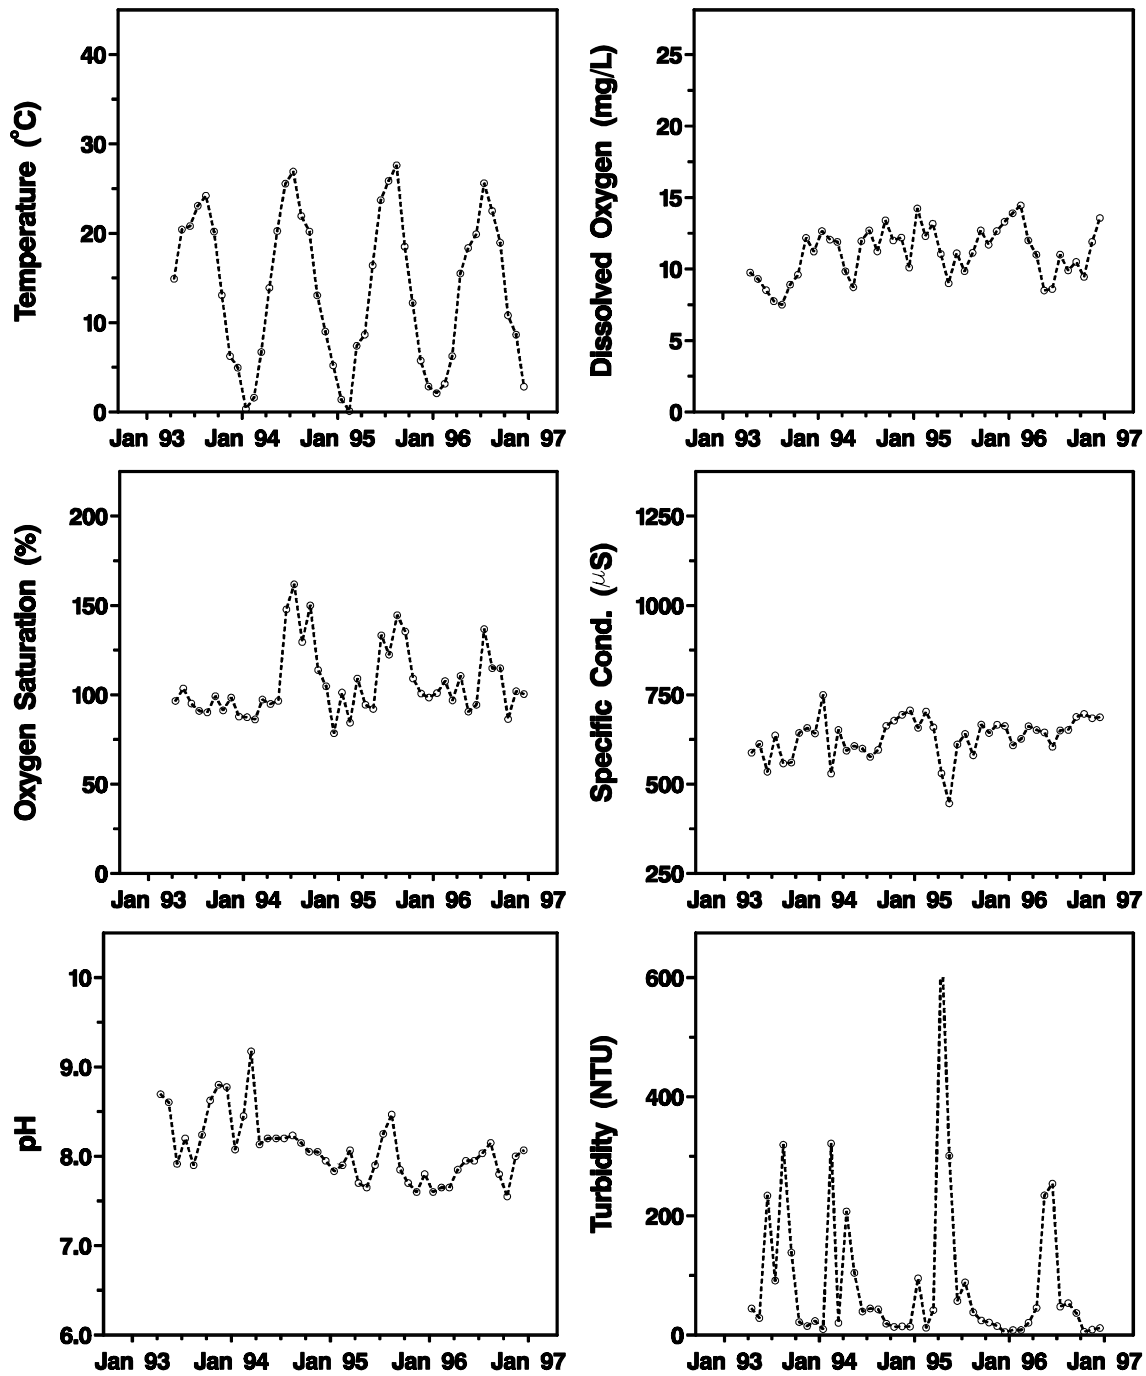 Temperature (°C)
40
30
20
10
0
Jan 93 Jan 94 Jan 95 Jan 96 Jan 97
Dissolved Oxygen (mg/L)
25
20
15
10
5
0
Jan 93 Jan 94 Jan 95 Jan 96 Jan 97
Oxygen Saturation (%)
200
150
100
50
0
Jan 93 Jan 94 Jan 95 Jan 96 Jan 97
Specific Cond. (μS)
1250
1000
750
500
250
Jan 93 Jan 94 Jan 95 Jan 96 Jan 97
pH
10
9.0
8.0
7.0
6.0
Jan 93 Jan 94 Jan 95 Jan 96 Jan 97
Turbidity (NTU)
600
400
200
0
Jan 93 Jan 94 Jan 95 Jan 96 Jan 97